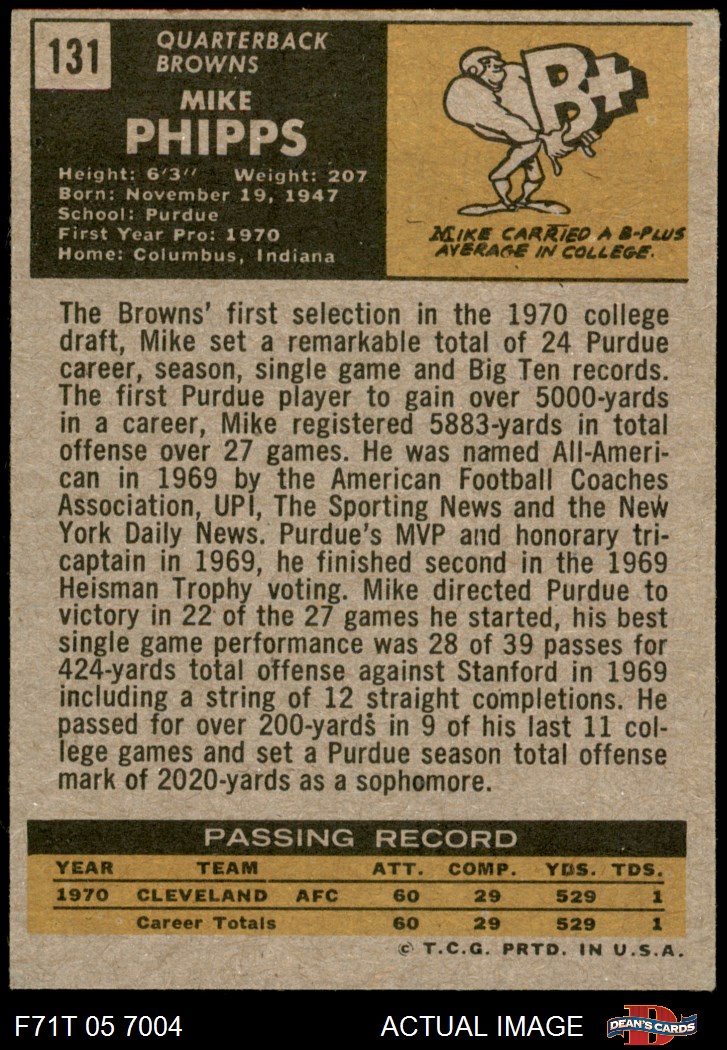 131
QUARTERBACK
BROWNS
MIKE
PHIPPS
Height: 6'3'' Weight: 207
Born: November 19, 1947
School: Purdue
First Year Pro: 1970
Home: Columbus, Indiana
B+
MIKE CARRIED A B-PLUS
AVERAGE IN COLLEGE.
The Browns' first selection in the 1970 college
draft, Mike set a remarkable total of 24 Purdue
career, season, single game and Big Ten records.
The first Purdue player to gain over 5000-yards
in a career, Mike registered 5883-yards in total
offense over 27 games. He was named All-Ameri-
can in 1969 by the American Football Coaches
Association, UPI, The Sporting News and the New
York Daily News. Purdue's MVP and honorary tri-
captain in 1969, he finished second in the 1969
Heisman Trophy voting. Mike directed Purdue to
victory in 22 of the 27 games he started, his best
single game performance was 28 of 39 passes for
424-yards total offense against Stanford in 1969
including a string of 12 straight completions. He
passed for over 200-yards in 9 of his last 11 col-
lege games and set a Purdue season total offense
mark of 2020-yards as a sophomore.
PASSING RECORD
YEAR TEAM ATT. COMP. YDS. TDS.
1970 CLEVELAND AFC 60 29 529 1
Career Totals 60 29 529 1
© T.C.G. PRTD. IN U.S.A.
F71T 05 7004 ACTUAL IMAGE D DEAN'S CARDS